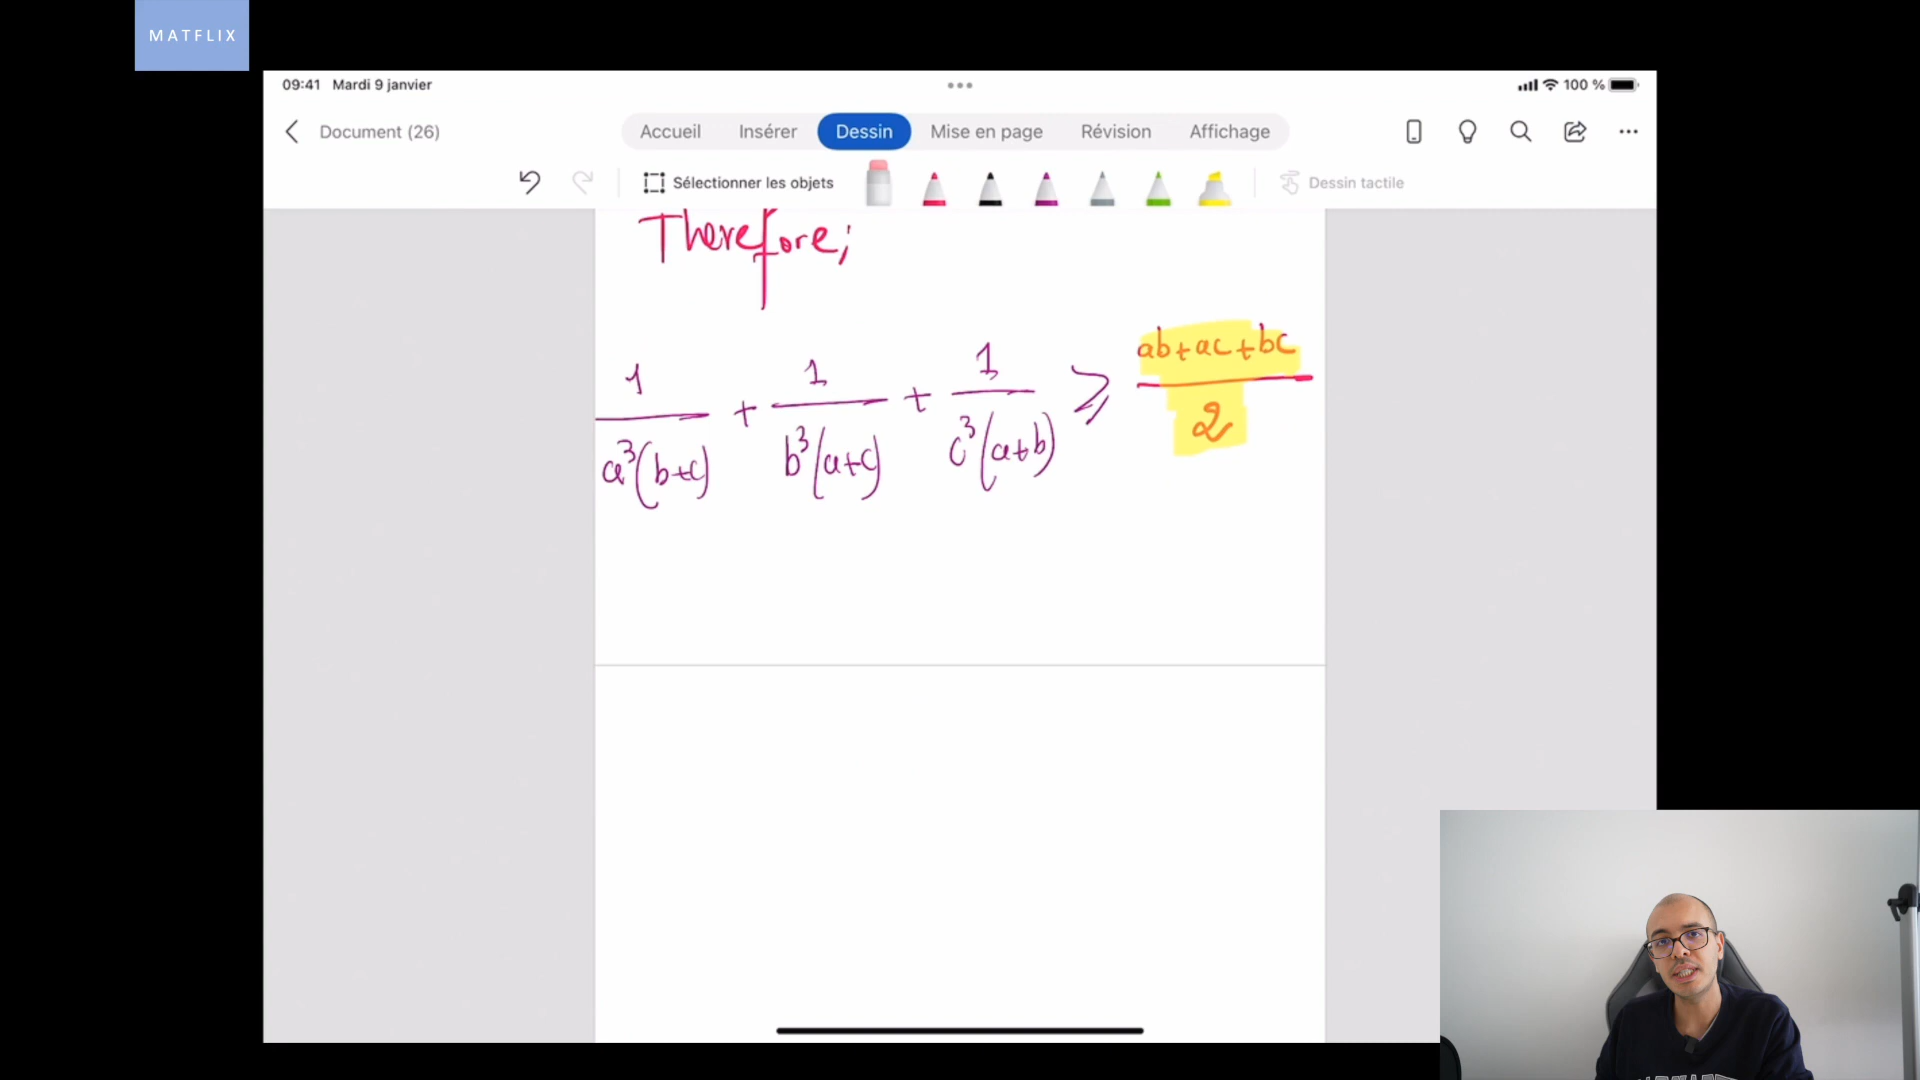 MATFLIX
09:41 Mardi 9 janvier
100 %
Document (26)
Accueil Insérer Dessin Mise en page Révision Affichage
Sélectionner les objets
Dessin tactile
Therefore;
1/a³(b+c) + 1/b³(a+c) + 1/c³(a+b) ⩾ ab+ac+bc/2